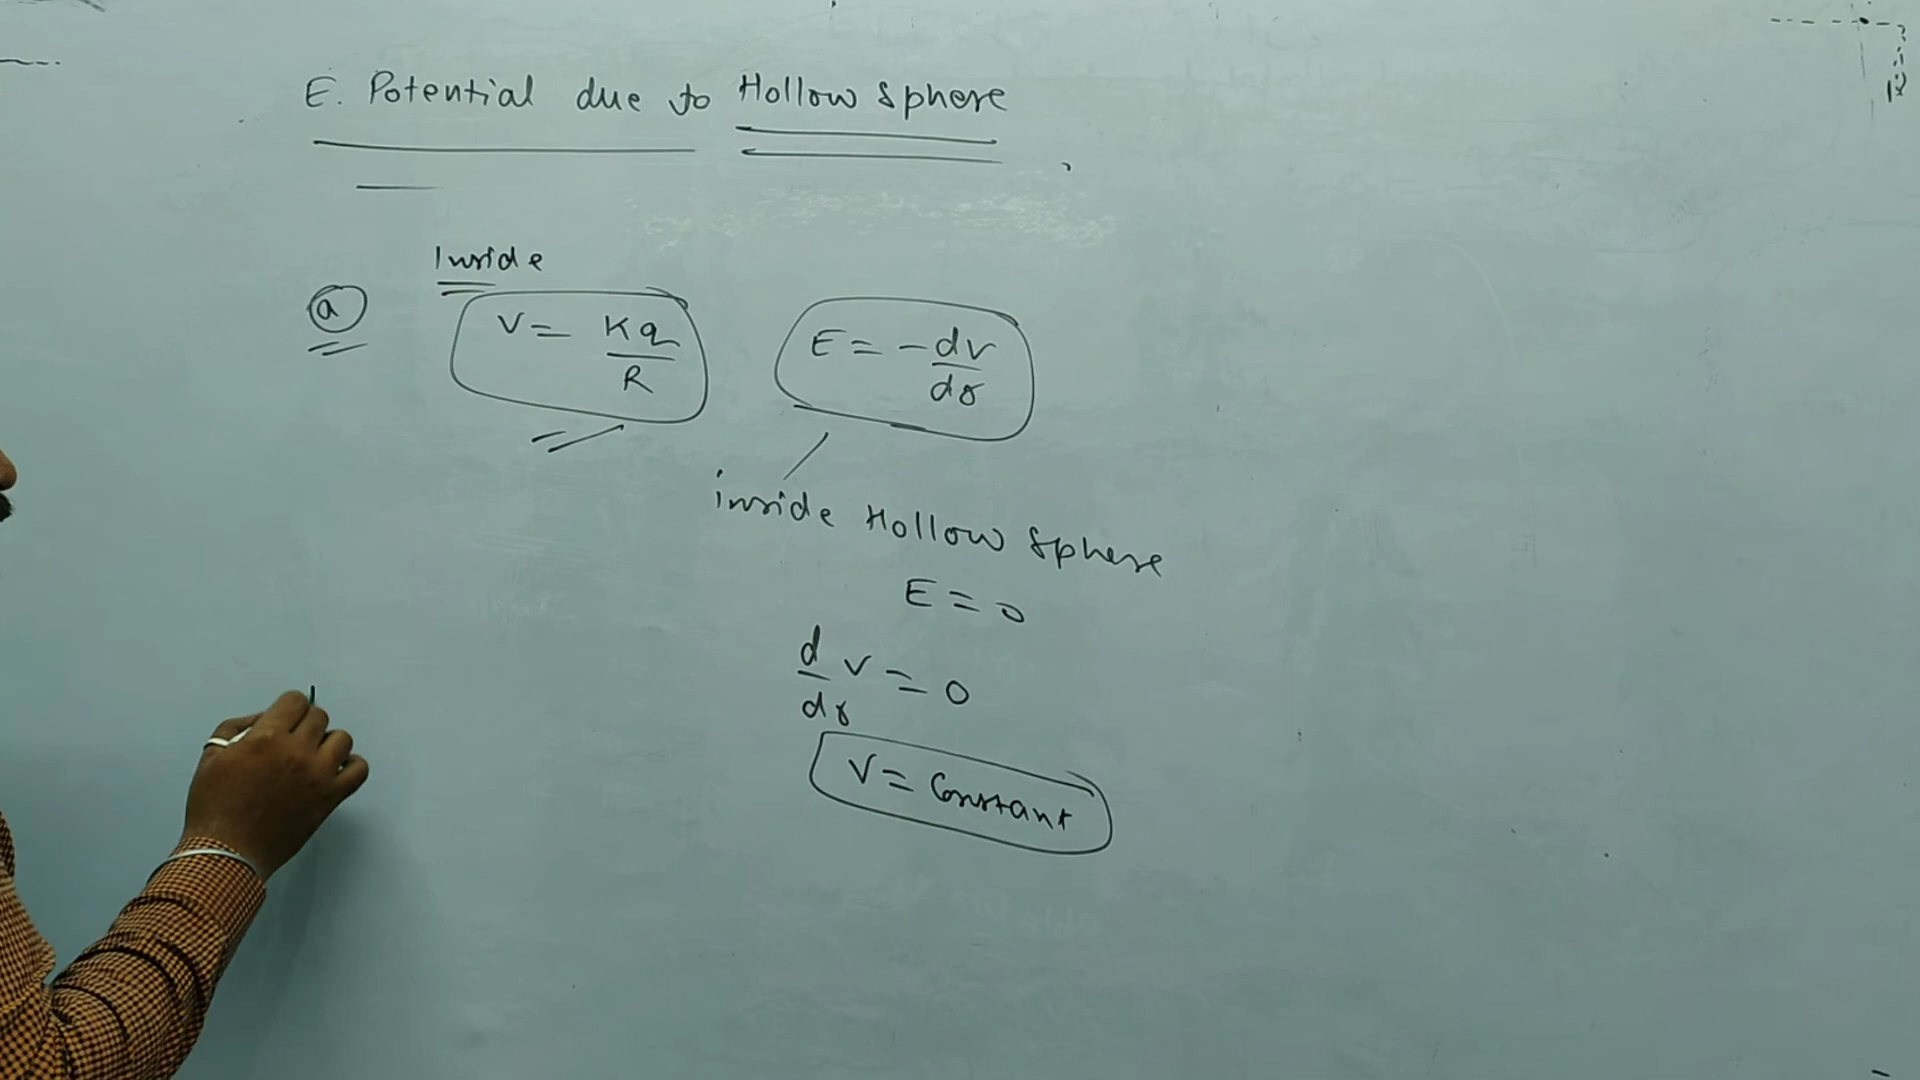 E. Potential due to Hollow Sphere
Inside
(a) V = Kq/R E = -dv/dr
inside Hollow Sphere
E = 0
d/dr V = 0
V = Constant